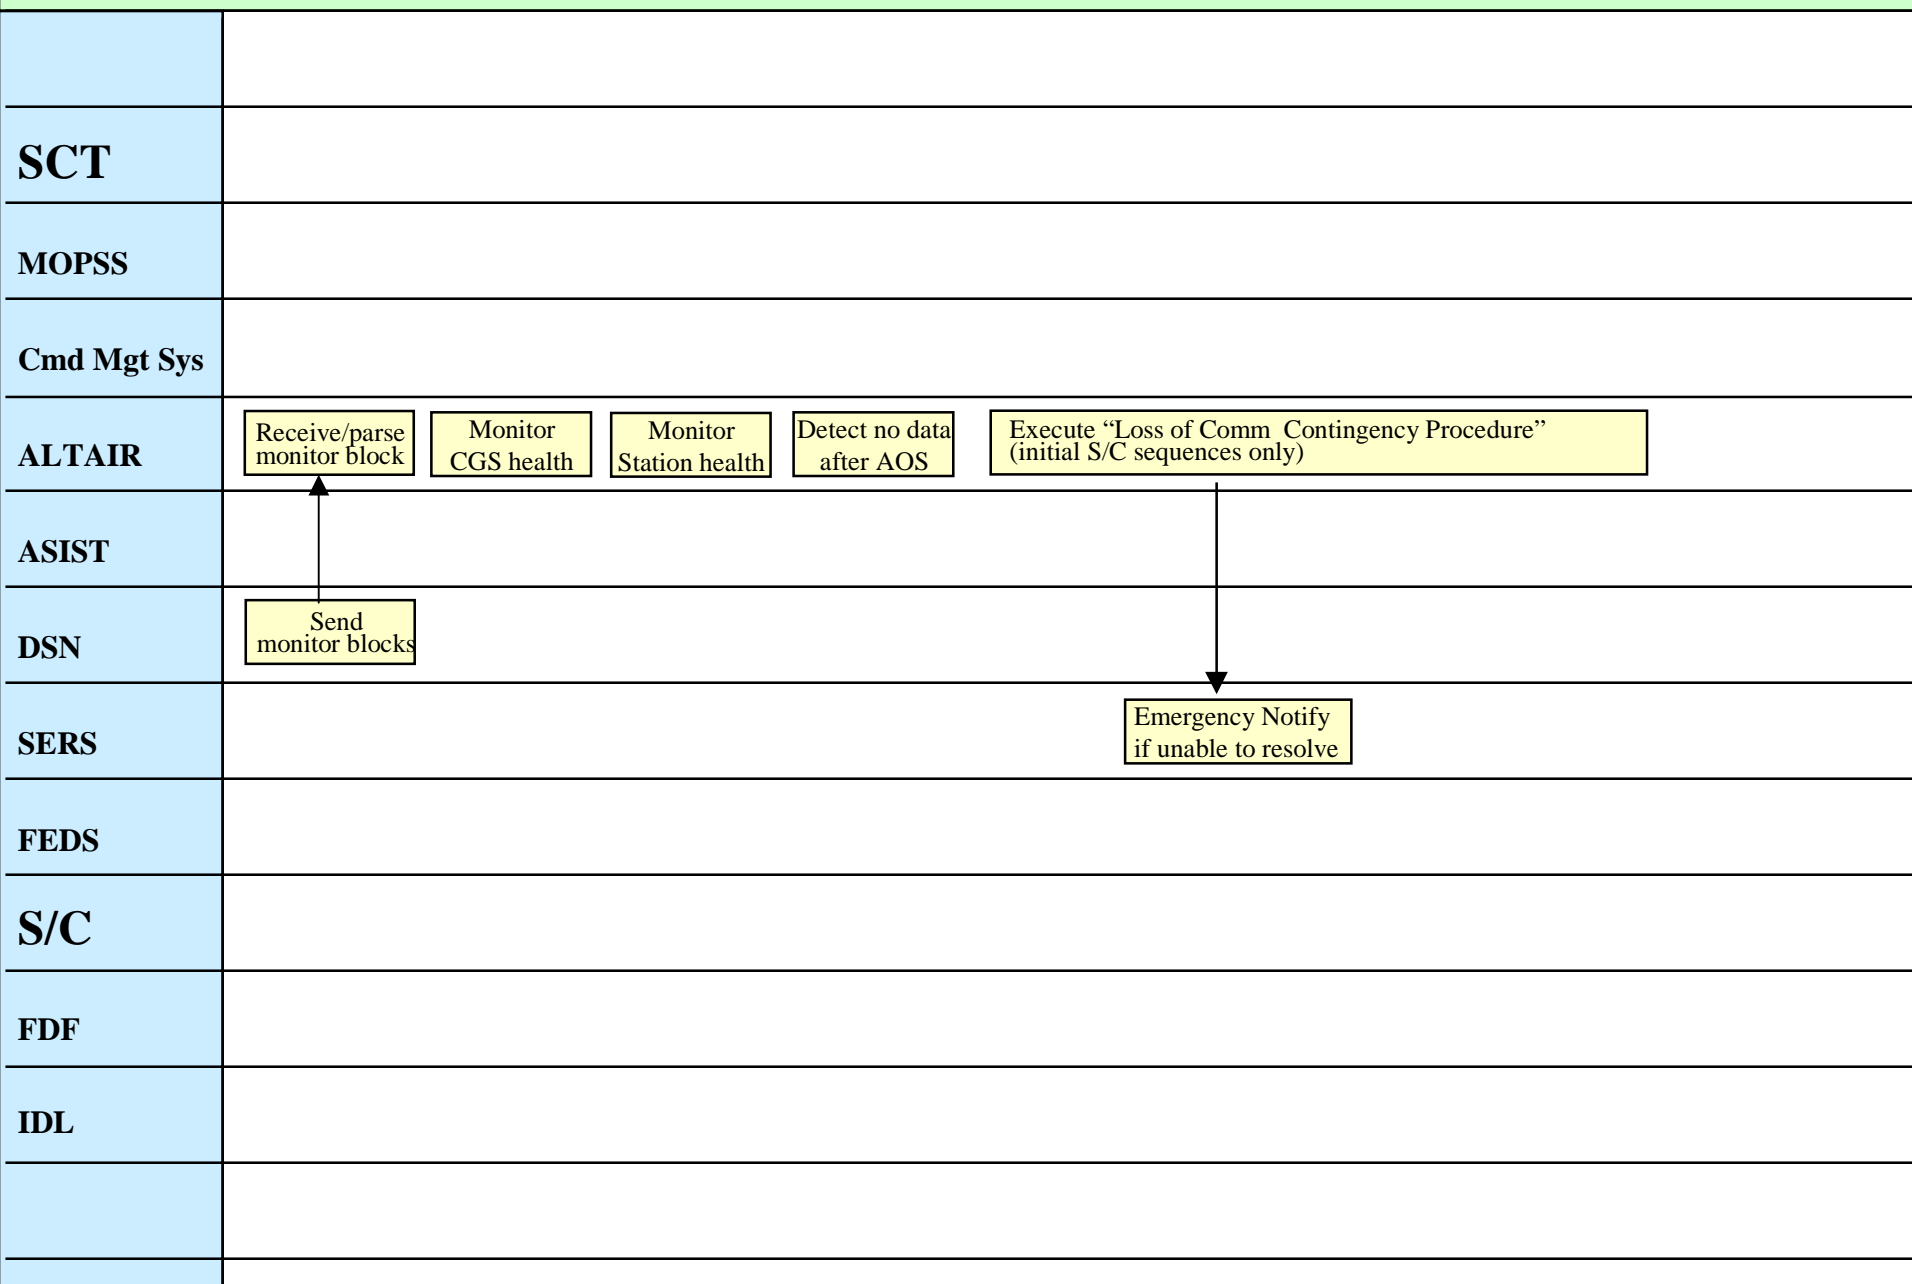 SCT
MOPSS
Cmd Mgt Sys
ALTAIR
Receive/parse
monitor block
Monitor
CGS health
Monitor
Station health
Detect no data
after AOS
Execute “Loss of Comm  Contingency Procedure”
(initial S/C sequences only)
ASIST
DSN
Send
monitor blocks
SERS
Emergency Notify
if unable to resolve
FEDS
S/C
FDF
IDL